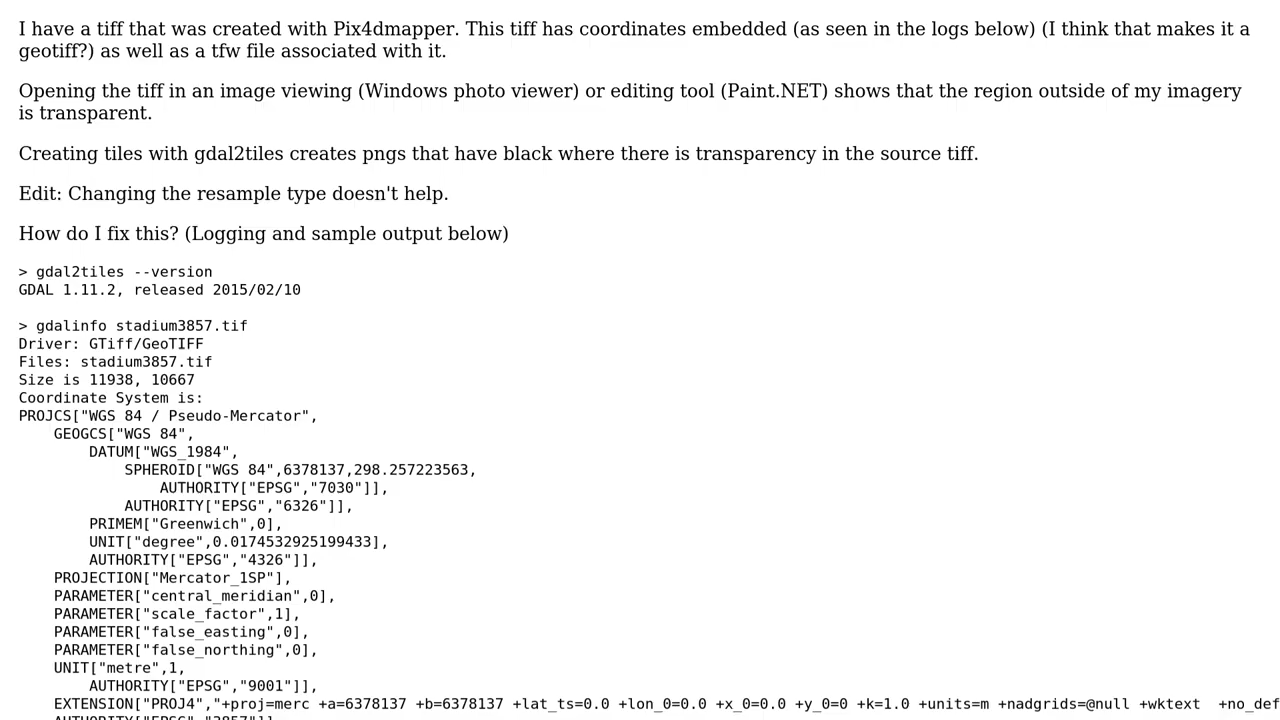 I have a tiff that was created with Pix4dmapper. This tiff has coordinates embedded (as seen in the logs below) (I think that makes it a
geotiff?) as well as a tfw file associated with it.
Opening the tiff in an image viewing (Windows photo viewer) or editing tool (Paint.NET) shows that the region outside of my imagery
is transparent.
Creating tiles with gdal2tiles creates pngs that have black where there is transparency in the source tiff.
Edit: Changing the resample type doesn't help.
How do I fix this? (Logging and sample output below)
> gdal2tiles --version
GDAL 1.11.2, released 2015/02/10
> gdalinfo stadium3857.tif
Driver: GTiff/GeoTIFF
Files: stadium3857.tif
Size is 11938, 10667
Coordinate System is:
PROJCS["WGS 84 / Pseudo-Mercator",
    GEOGCS["WGS 84",
        DATUM["WGS_1984",
            SPHEROID["WGS 84",6378137,298.257223563,
                AUTHORITY["EPSG","7030"]],
            AUTHORITY["EPSG","6326"]],
        PRIMEM["Greenwich",0],
        UNIT["degree",0.0174532925199433],
        AUTHORITY["EPSG","4326"]],
    PROJECTION["Mercator_1SP"],
    PARAMETER["central_meridian",0],
    PARAMETER["scale_factor",1],
    PARAMETER["false_easting",0],
    PARAMETER["false_northing",0],
    UNIT["metre",1,
        AUTHORITY["EPSG","9001"]],
    EXTENSION["PROJ4","+proj=merc +a=6378137 +b=6378137 +lat_ts=0.0 +lon_0=0.0 +x_0=0.0 +y_0=0 +k=1.0 +units=m +nadgrids=@null +wktext  +no_def
    AUTHORITY["EPSG","3857"]]